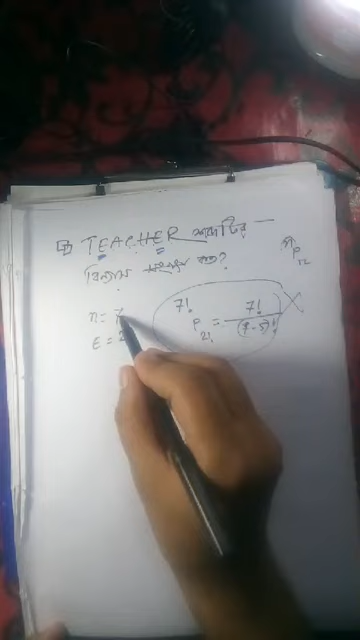 TEACHER শব্দটির
বিন্যাস সংখ্যা কত?
ⁿPᵣ
n = 7
E = 2
7!
P = 7! / (7-2)!